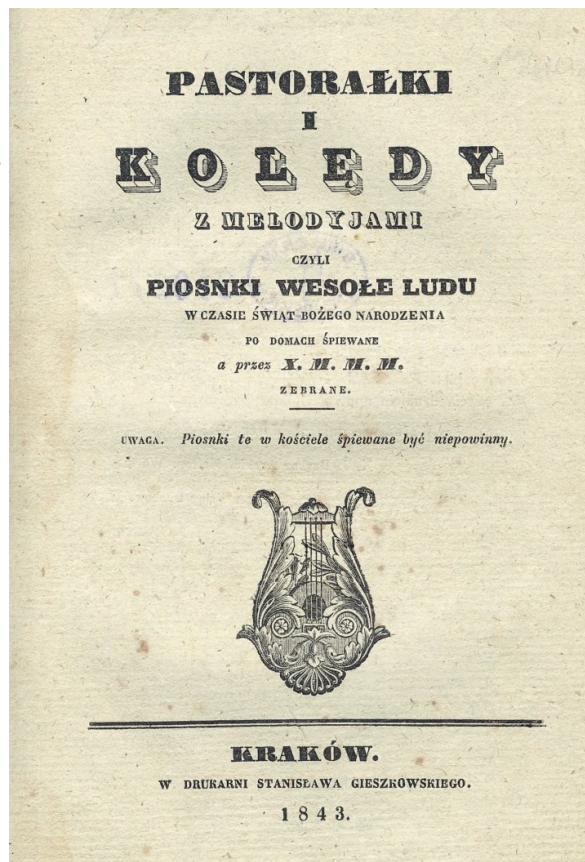 PASTORAŁKI
I
KOLĘDY
Z MELODYJAMI
CZYLI
PIOSNKI WESOŁE LUDU
W CZASIE ŚWIĄT BOŻEGO NARODZENIA
PO DOMACH ŚPIEWANE
a przez X. M. M. M.
ZEBRANE.
UWAGA. Piosnki te w kościele śpiewane być niepowinny.
KRAKÓW.
W DRUKARNI STANISŁAWA GIESZKOWSKIEGO.
1843.